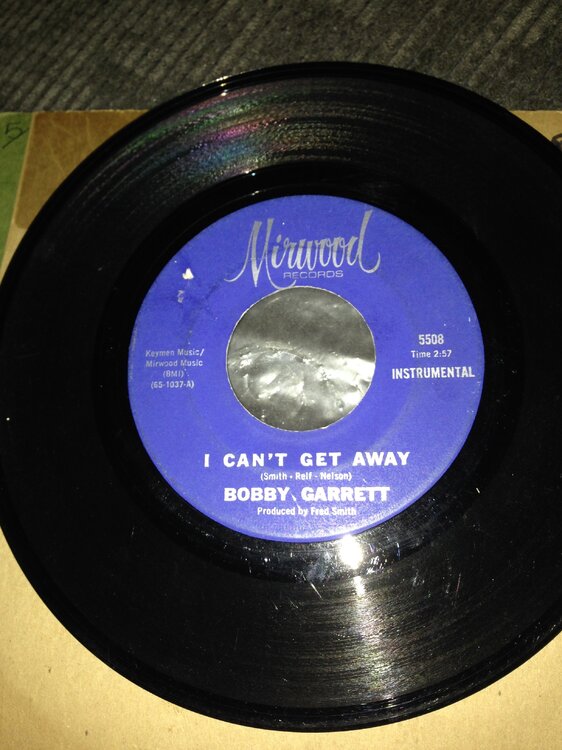 5
Mirwood
RECORDS
Keymen Music/
Mirwood Music
(BMI)
(65-1037-A)
5508
Time 2:57
INSTRUMENTAL
I CAN'T GET AWAY
(Smith - Relf - Nelson)
BOBBY GARRETT
Produced by Fred Smith